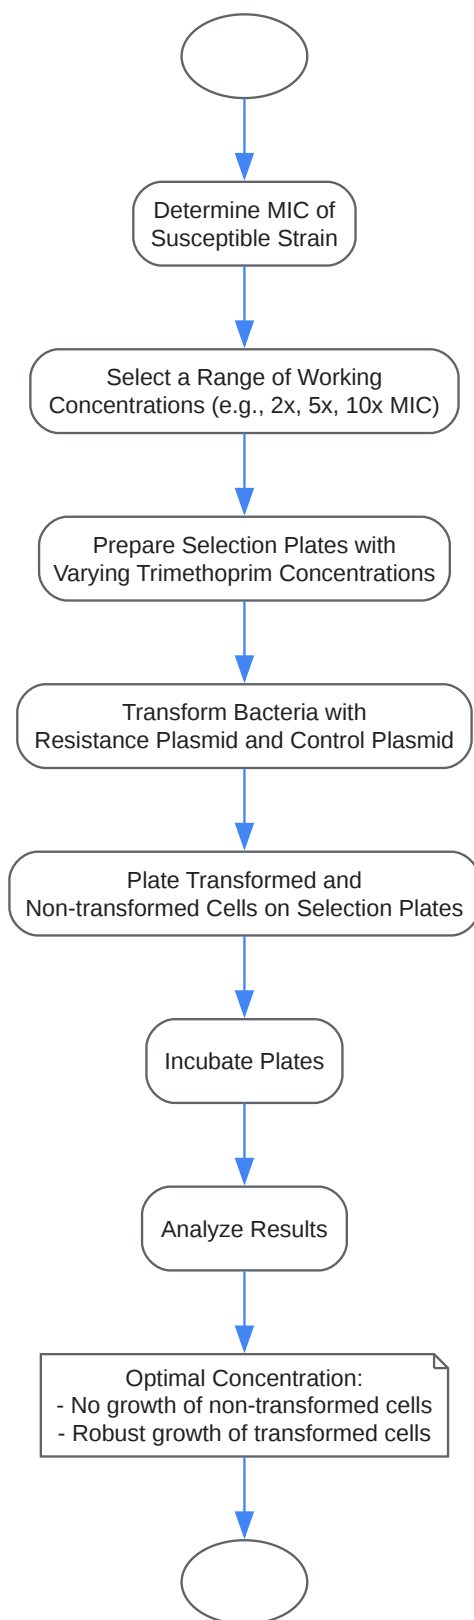 Determine MIC of
Susceptible Strain
Select a Range of Working
Concentrations (e.g., 2x, 5x, 10x MIC)
Prepare Selection Plates with
Varying Trimethoprim Concentrations
Transform Bacteria with
Resistance Plasmid and Control Plasmid
Plate Transformed and
Non-transformed Cells on Selection Plates
Incubate Plates
Analyze Results
Optimal Concentration:
- No growth of non-transformed cells
- Robust growth of transformed cells